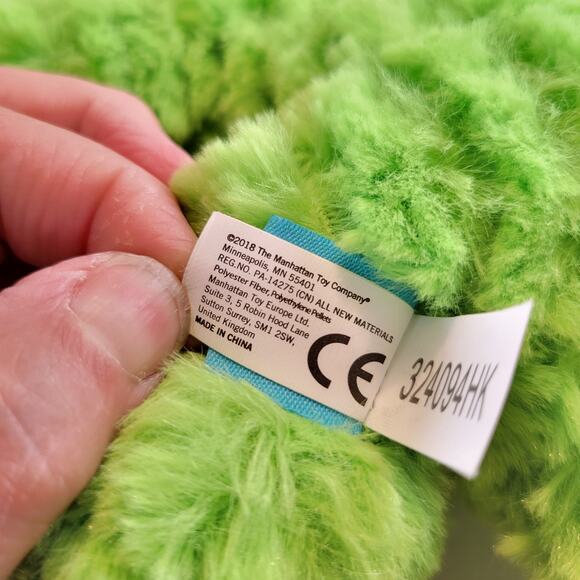 ©2018 The Manhattan Toy Company®
Minneapolis, MN 55401
REG.NO. PA-14275 (CN) ALL NEW MATERIALS
Polyester Fiber, Polyethylene Pellets
Manhattan Toy Europe Ltd.
Suite 3, 5 Robin Hood Lane
Sutton Surrey, SM1 2SW,
United Kingdom
MADE IN CHINA
CE
324094HK